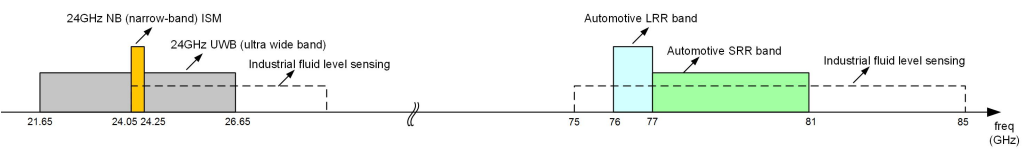 24GHz NB (narrow-band) ISM
24GHz UWB (ultra wide band)
Industrial fluid level sensing
Automotive LRR band
Automotive SRR band
Industrial fluid level sensing
21.65
24.05
24.25
26.65
75
76
77
81
85
freq
(GHz)